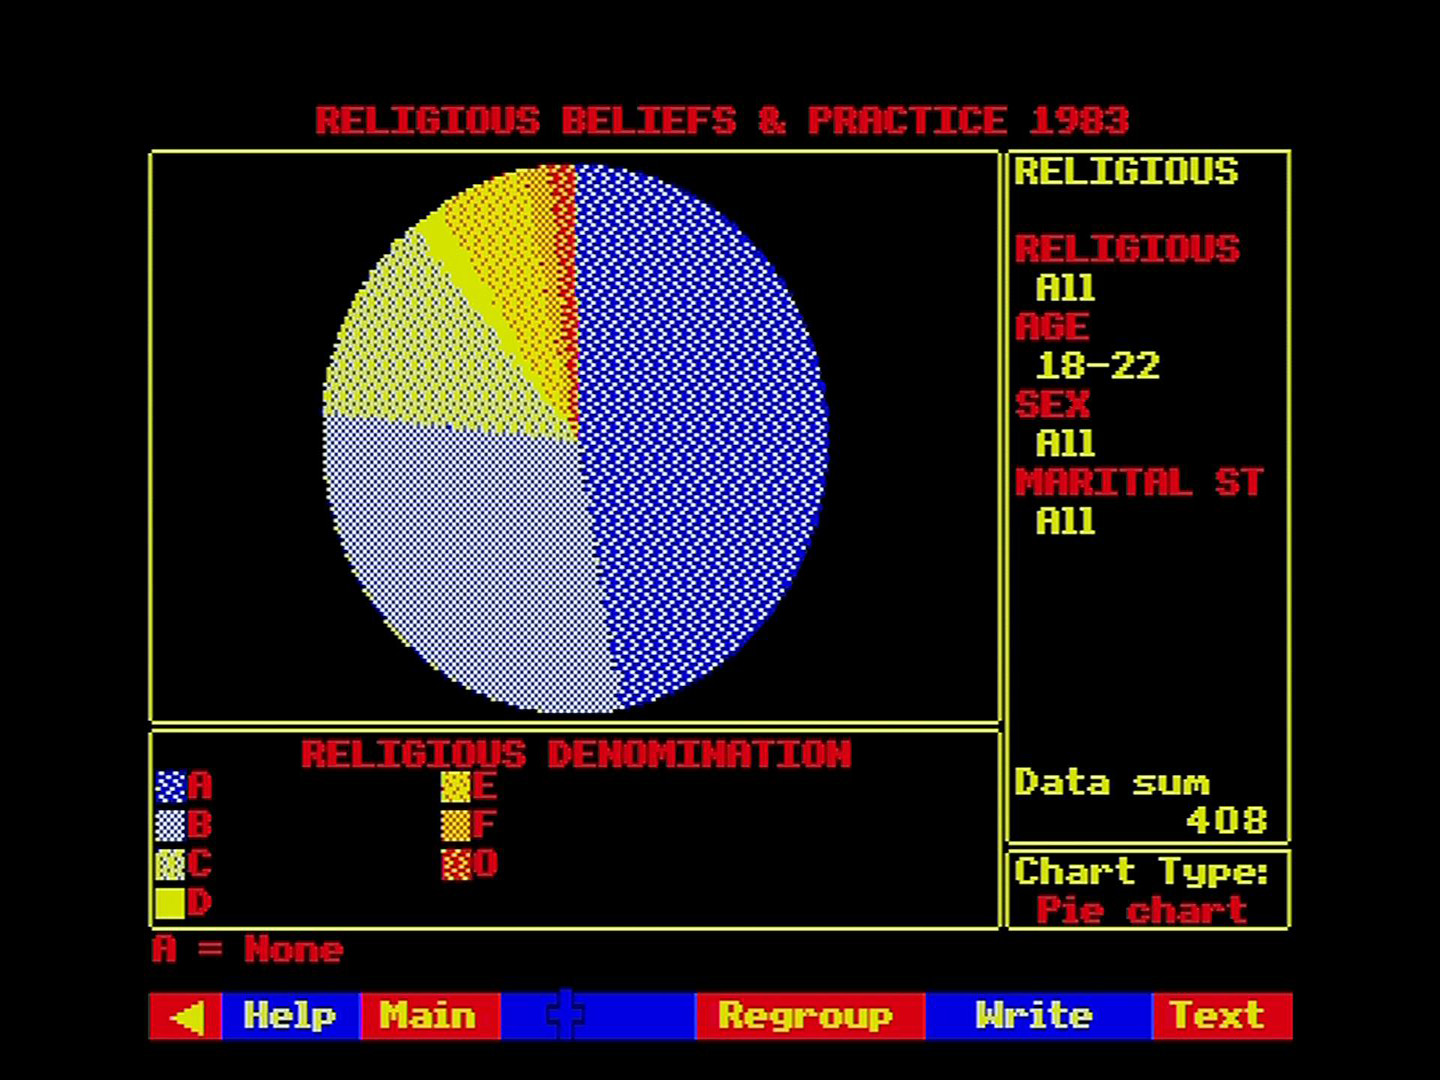 RELIGIOUS BELIEFS & PRACTICE 1983
RELIGIOUS
RELIGIOUS
All
AGE
18-22
SEX
All
MARITAL ST
All
Data sum
408
Chart Type:
Pie chart
RELIGIOUS DENOMINATION
A
B
C
D
E
F
O
A = None
Help Main Regroup Write Text